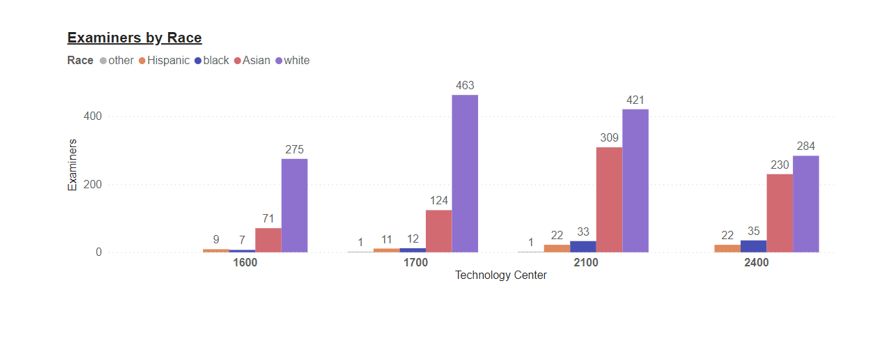 Examiners by Race
Race other Hispanic black Asian white
463
421
400
309
275
284
230
200
124
71
9 7
1 11 12
1 22 33
22 35
0
1600 1700 2100 2400
Technology Center
Examiners